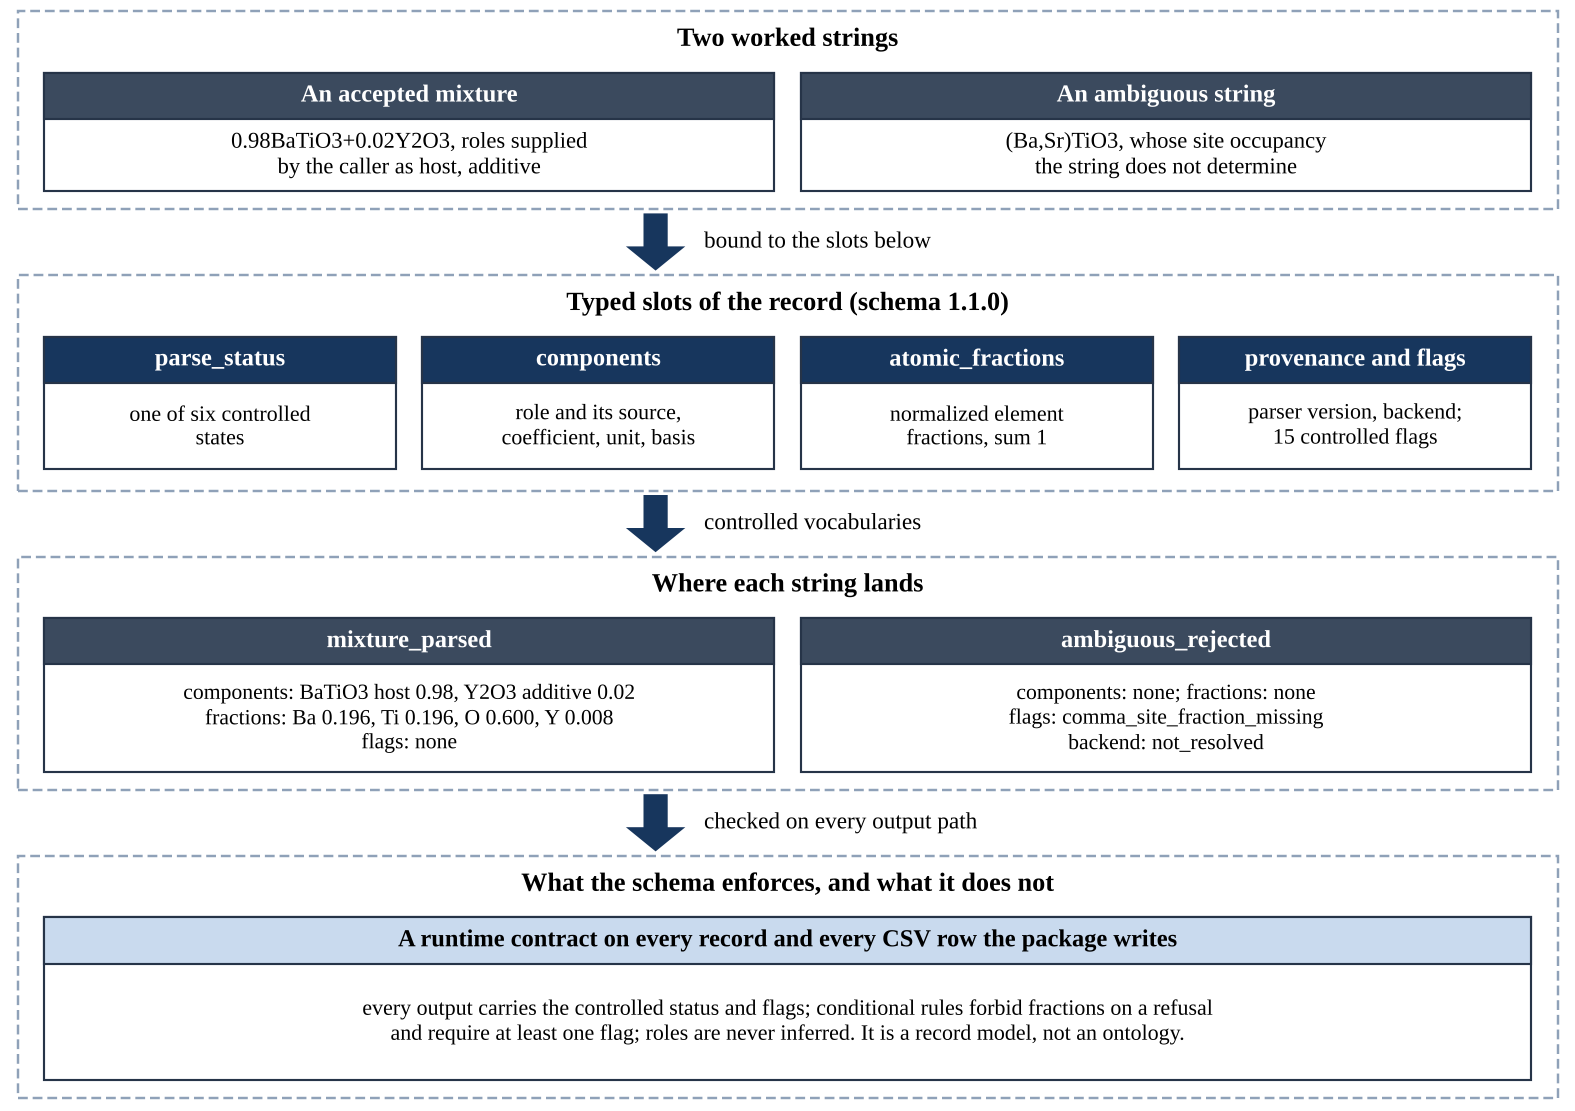 Two worked strings
An accepted mixture
0.98BaTiO3+0.02Y2O3, roles supplied
by the caller as host, additive
An ambiguous string
(Ba,Sr)TiO3, whose site occupancy
the string does not determine
bound to the slots below
Typed slots of the record (schema 1.1.0)
parse_status
one of six controlled
states
components
role and its source,
coefficient, unit, basis
atomic_fractions
normalized element
fractions, sum 1
provenance and flags
parser version, backend;
15 controlled flags
controlled vocabularies
Where each string lands
mixture_parsed
components: BaTiO3 host 0.98, Y2O3 additive 0.02
fractions: Ba 0.196, Ti 0.196, O 0.600, Y 0.008
flags: none
ambiguous_rejected
components: none; fractions: none
flags: comma_site_fraction_missing
backend: not_resolved
checked on every output path
What the schema enforces, and what it does not
A runtime contract on every record and every CSV row the package writes
every output carries the controlled status and flags; conditional rules forbid fractions on a refusal
and require at least one flag; roles are never inferred. It is a record model, not an ontology.